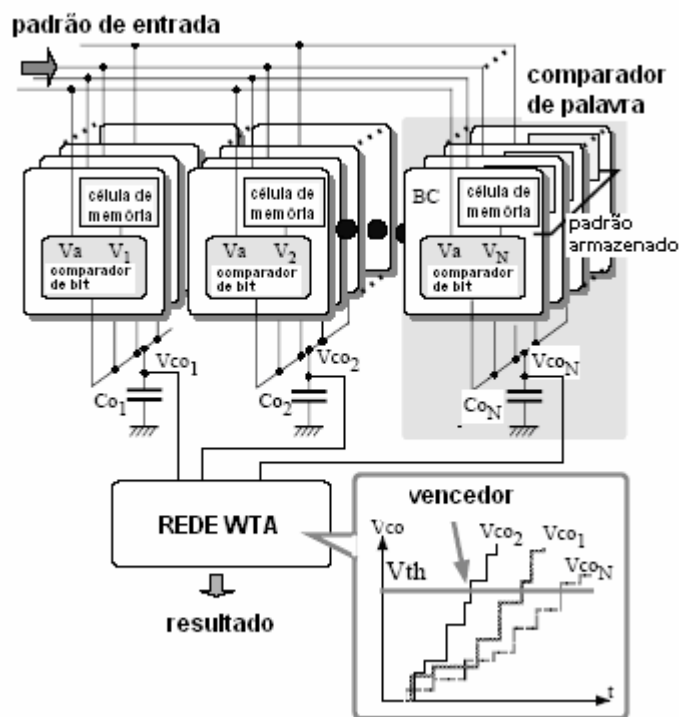 padrão de entrada
comparador
de palavra
célula de
memória
Va V1
comparador
de bit
célula de
memória
Va V2
comparador
de bit
BC
célula de
memória
Va VN
comparador
de bit
padrão
armazenado
Vco1
Co1
Vco2
Co2
VcoN
CoN
REDE WTA
resultado
vencedor
Vco
Vth
Vco2
Vco1
VcoN
t